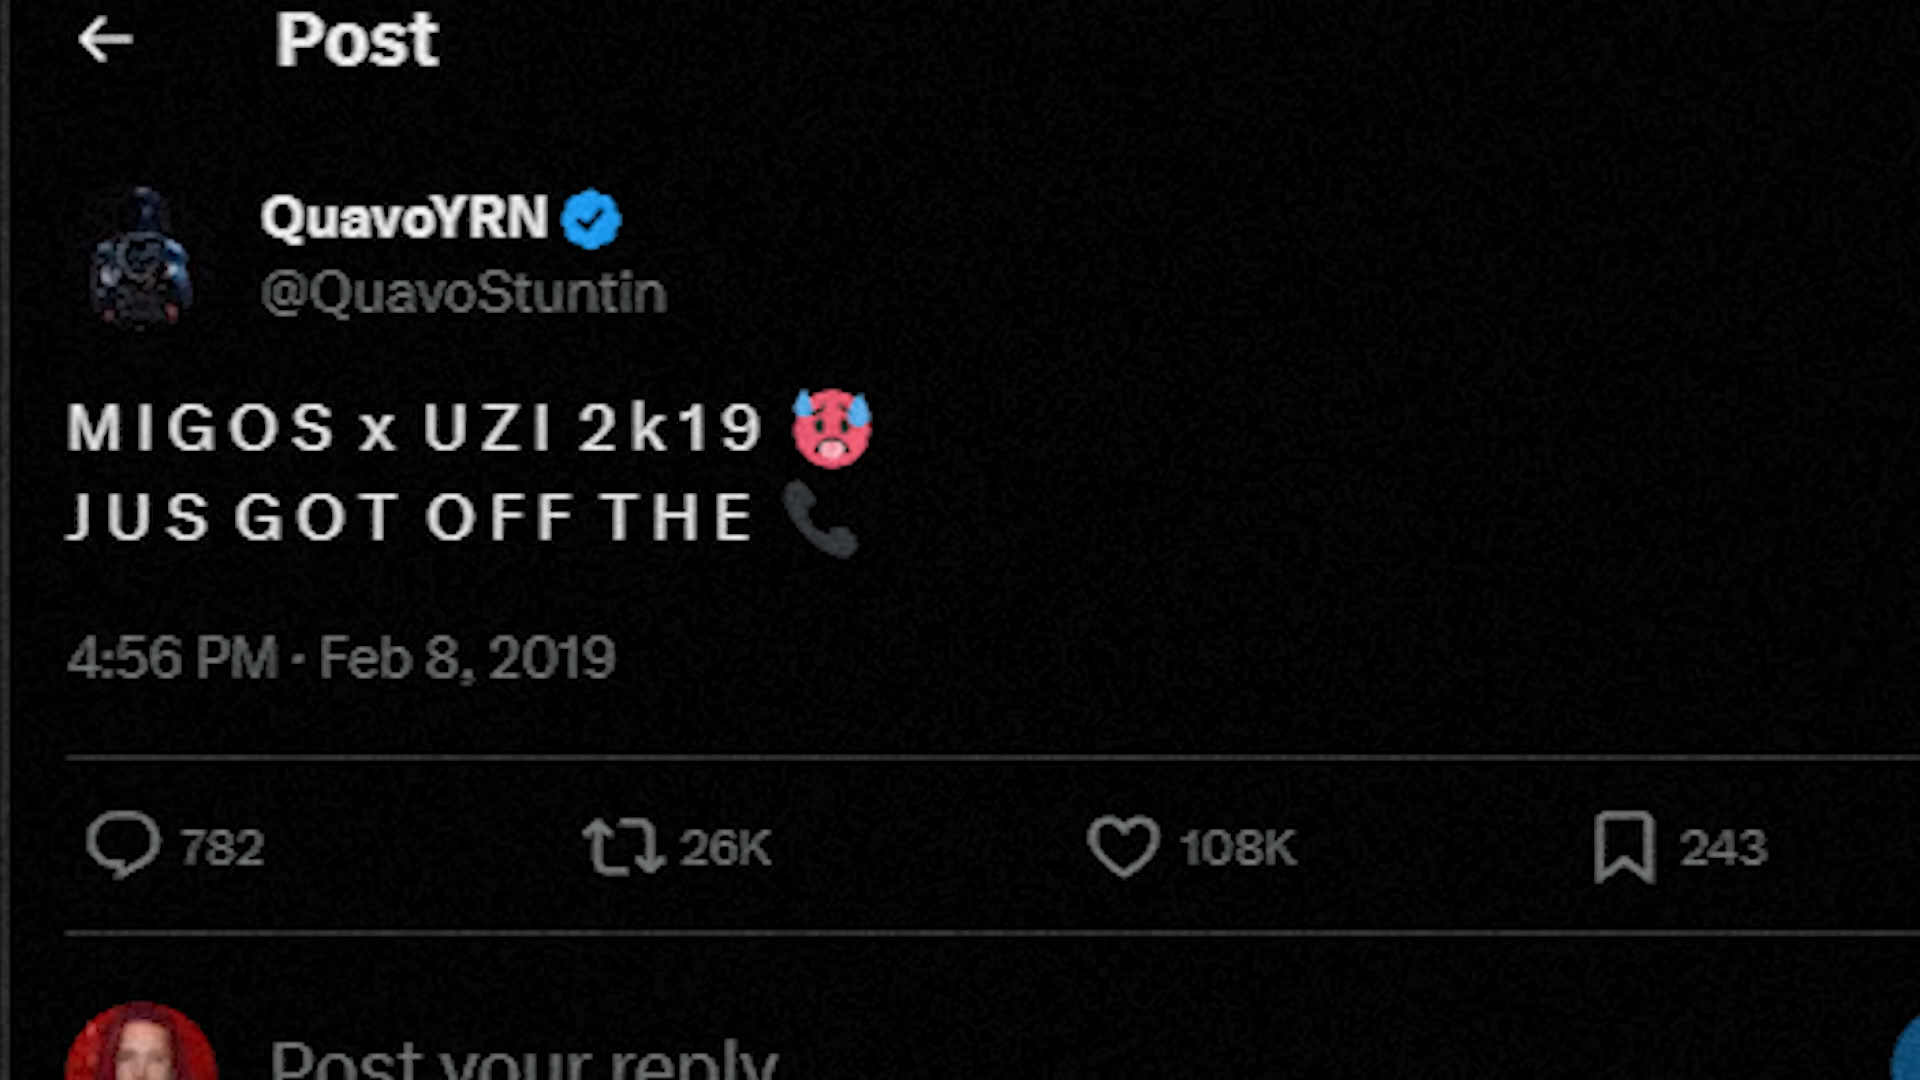 Post
QuavoYRN
@QuavoStuntin
MIGOS x UZI 2k19 🥵
JUS GOT OFF THE 📞
4:56 PM · Feb 8, 2019
782 26K 108K 243
Post your reply